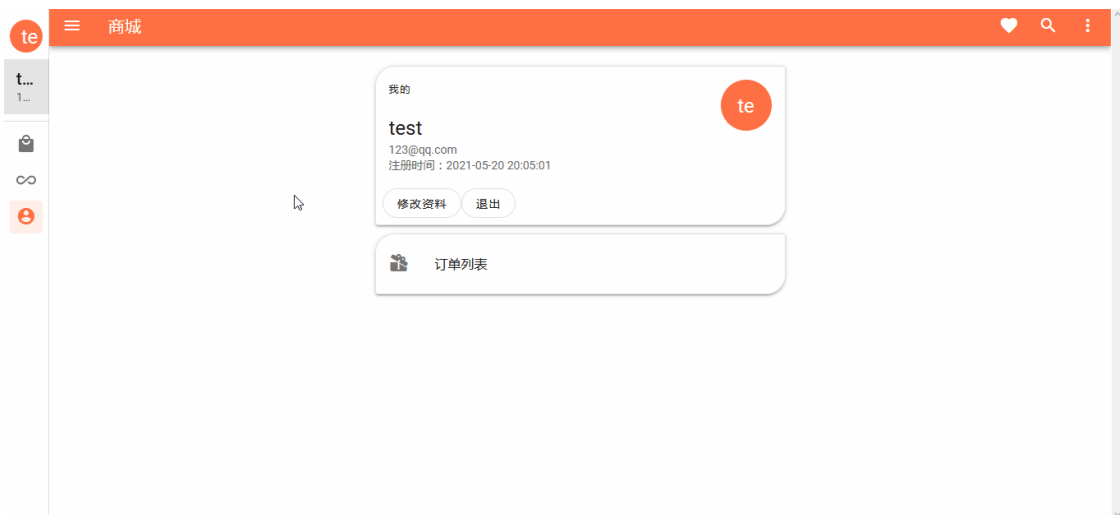 te
商城
t...
1...
我的
te
test
123@qq.com
注册时间：2021-05-20 20:05:01
修改资料
退出
订单列表